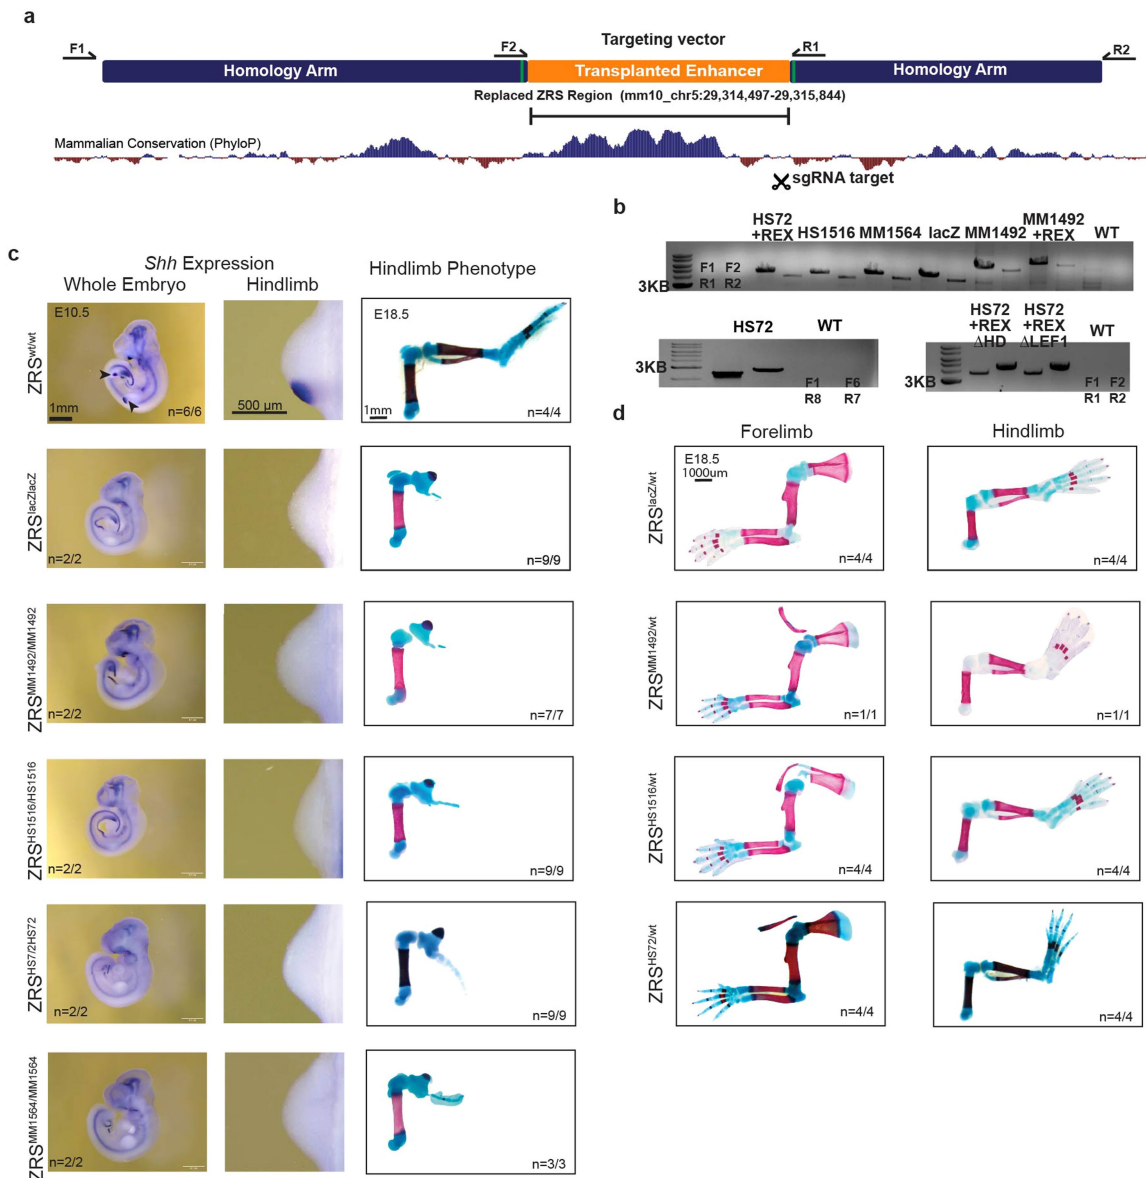 a
Targeting vector
F1
F2
R1
R2
Homology Arm
Transplanted Enhancer
Homology Arm
Replaced ZRS Region (mm10_chr5:29,314,497-29,315,844)
Mammalian Conservation (PhyloP)
sgRNA target
b
HS72
+REX
HS1516
MM1564
lacZ
MM1492
MM1492
+REX
WT
F1 F2
R1 R2
3KB
HS72
WT
3KB
F1 F6
R8 R7
HS72
+REX
ΔHD
HS72
+REX
ΔLEF1
WT
3KB
F1 F2
R1 R2
c
Shh Expression
Whole Embryo
Hindlimb
Hindlimb Phenotype
ZRSwt/wt
E10.5
1mm
n=6/6
500 µm
E18.5
1mm
n=4/4
ZRSlacZlacZ
n=2/2
n=9/9
ZRSMM1492/MM1492
n=2/2
n=7/7
ZRSHS1516/HS1516
n=2/2
n=9/9
ZRSHS7/2HS72
n=2/2
n=9/9
ZRSMM1564/MM1564
n=2/2
n=3/3
d
Forelimb
Hindlimb
ZRSlacZ/wt
E18.5
1000um
n=4/4
n=4/4
ZRSMM1492/wt
n=1/1
n=1/1
ZRSHS1516/wt
n=4/4
n=4/4
ZRSHS72/wt
n=4/4
n=4/4